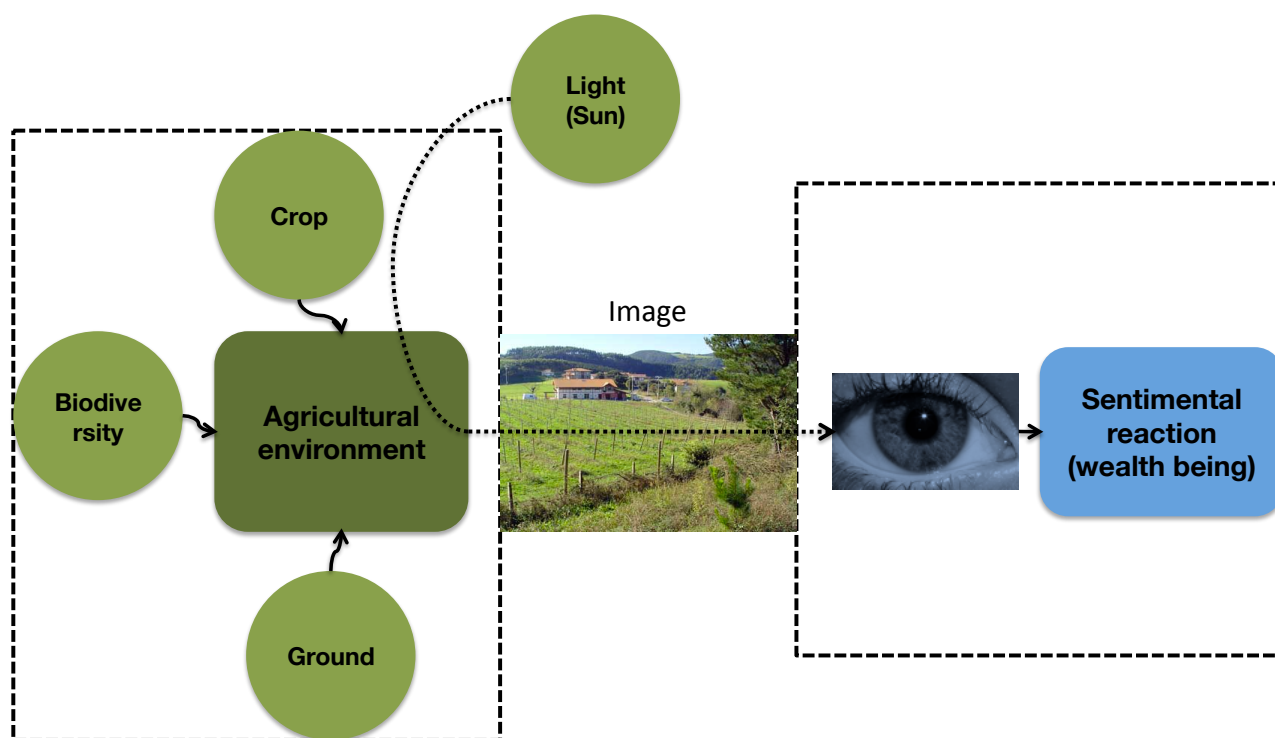 Light
(Sun)
Crop
Image
Biodive
rsity
Agricultural
environment
Sentimental
reaction
(wealth being)
Ground